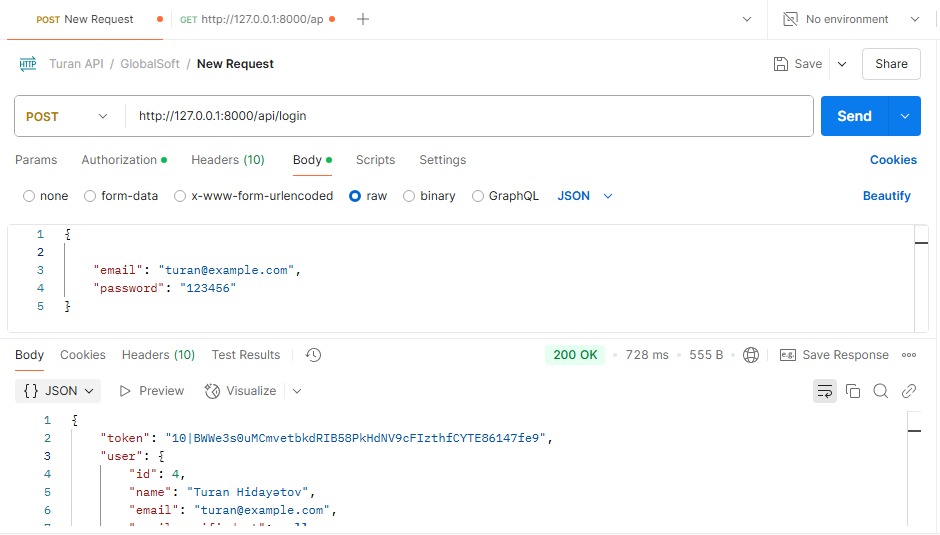 POST New Request GET http://127.0.0.1:8000/ap No environment
HTTP Turan API / GlobalSoft / New Request Save Share
POST http://127.0.0.1:8000/api/login Send
Params Authorization Headers (10) Body Scripts Settings Cookies
none form-data x-www-form-urlencoded raw binary GraphQL JSON Beautify
1 {
2
3 "email": "turan@example.com",
4 "password": "123456"
5 }
Body Cookies Headers (10) Test Results 200 OK 728 ms 555 B e.g. Save Response
{} JSON Preview Visualize
1 {
2 "token": "10|BWWe3s0uMCmvetbkdRIB58PkHdNV9cFIzthfCYTE86147fe9",
3 "user": {
4 "id": 4,
5 "name": "Turan Hidayətov",
6 "email": "turan@example.com",